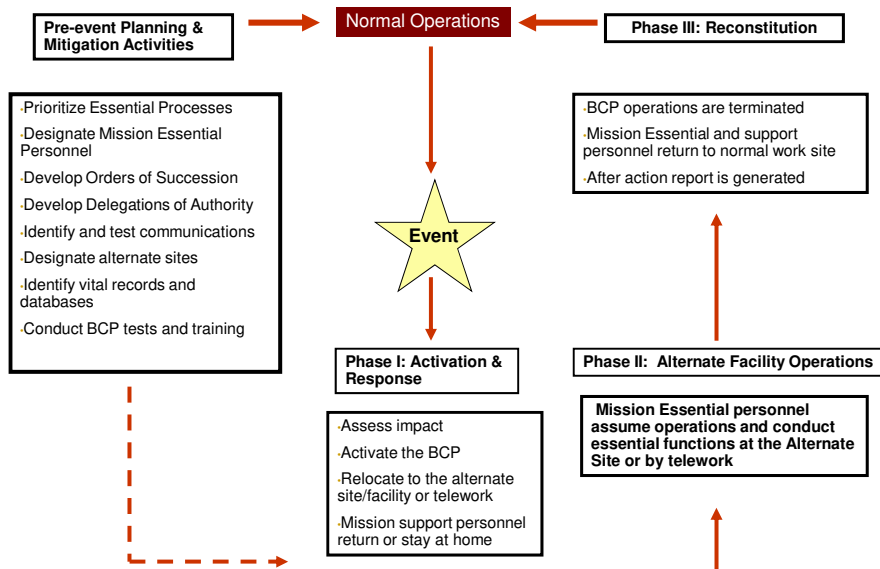 Pre-event Planning &
Mitigation Activities
Normal Operations
Phase III: Reconstitution
·Prioritize Essential Processes
·Designate Mission Essential
Personnel
·Develop Orders of Succession
·Develop Delegations of Authority
·Identify and test communications
·Designate alternate sites
·Identify vital records and
databases
·Conduct BCP tests and training
Event
·BCP operations are terminated
·Mission Essential and support
personnel return to normal work site
·After action report is generated
Phase I: Activation &
Response
·Assess impact
·Activate the BCP
·Relocate to the alternate
site/facility or telework
·Mission support personnel
return or stay at home
Phase II: Alternate Facility Operations
Mission Essential personnel
assume operations and conduct
essential functions at the Alternate
Site or by telework